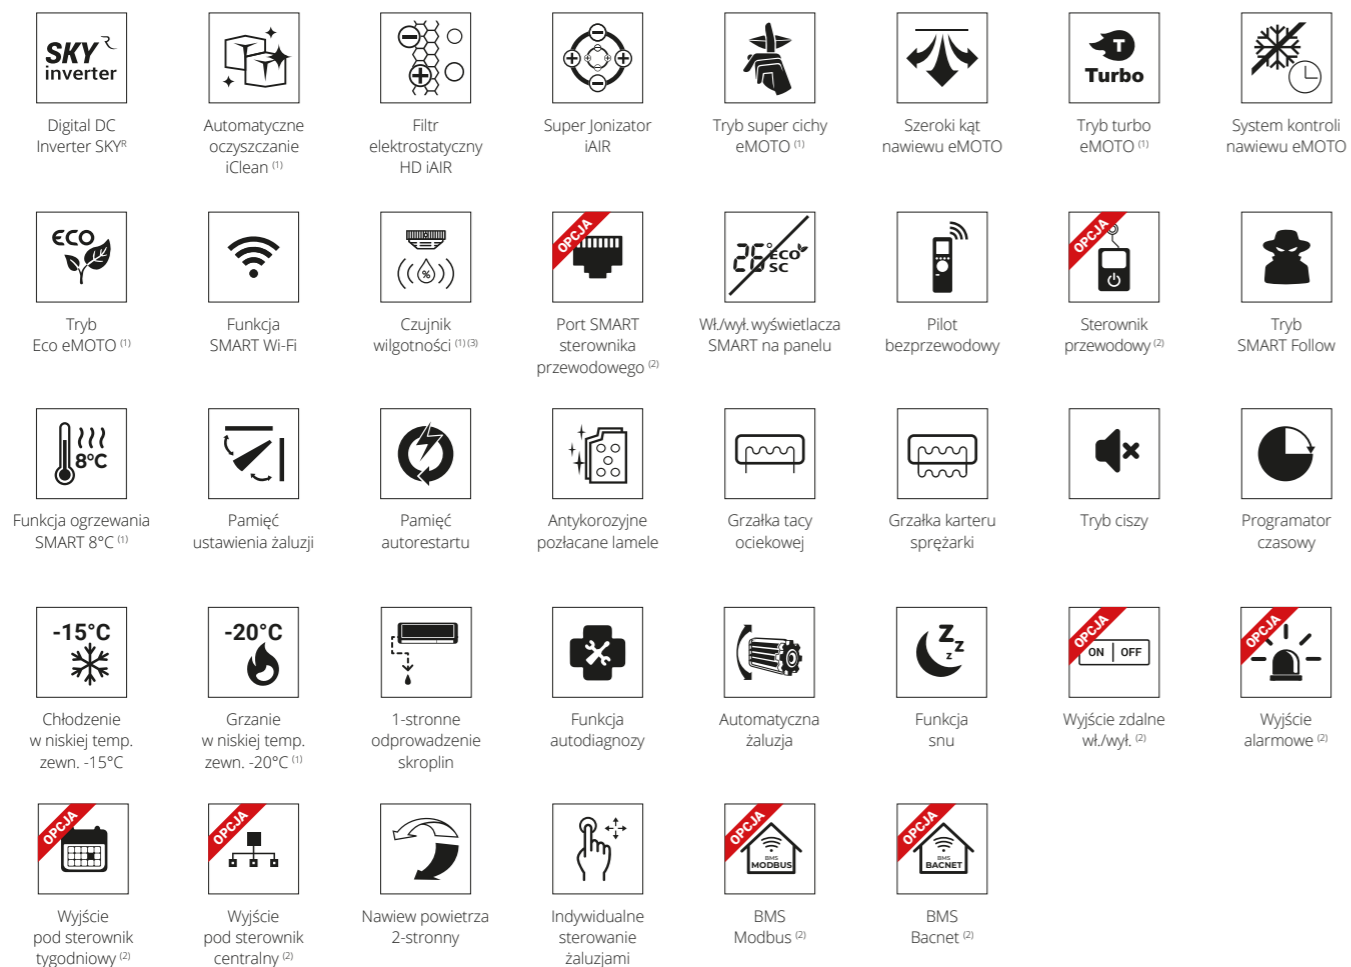 SKY R
inverter
Digital DC
Inverter SKYᴿ
Automatyczne
oczyszczanie
iClean (1)
Filtr
elektrostatyczny
HD iAIR
Super Jonizator
iAIR
Tryb super cichy
eMOTO (1)
Szeroki kąt
nawiewu eMOTO
T
Turbo
Tryb turbo
eMOTO (1)
System kontroli
nawiewu eMOTO
ECO
Tryb
Eco eMOTO (1)
Funkcja
SMART Wi-Fi
%
Czujnik
wilgotności (1) (3)
OPCJA
Port SMART
sterownika
przewodowego (2)
26° ECO
SC
Wł./wył. wyświetlacza
SMART na panelu
Pilot
bezprzewodowy
OPCJA
Sterownik
przewodowy (2)
Tryb
SMART Follow
8°C
Funkcja ogrzewania
SMART 8°C (1)
Pamięć
ustawienia żaluzji
Pamięć
autorestartu
Antykorozyjne
pozłacane lamele
Grzałka tacy
ociekowej
Grzałka karteru
sprężarki
Tryb ciszy
Programator
czasowy
-15°C
Chłodzenie
w niskiej temp.
zewn. -15°C
-20°C
Grzanie
w niskiej temp.
zewn. -20°C (1)
1-stronne
odprowadzenie
skroplin
Funkcja
autodiagnozy
Automatyczna
żaluzja
Z z z
Funkcja
snu
OPCJA
ON | OFF
Wyjście zdalne
wł./wył. (2)
OPCJA
Wyjście
alarmowe (2)
OPCJA
Wyjście
pod sterownik
tygodniowy (2)
OPCJA
Wyjście
pod sterownik
centralny (2)
Nawiew powietrza
2-stronny
Indywidualne
sterowanie
żaluzjami
OPCJA
BMS
MODBUS
BMS
Modbus (2)
OPCJA
BMS
BACNET
BMS
Bacnet (2)